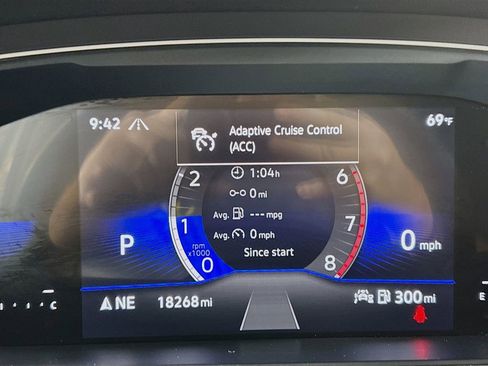 9:42
69°F
Adaptive Cruise Control
(ACC)
1:04 h
0 mi
Avg. --- mpg
Avg. 0 mph
Since start
2
1
0
rpm
x1000
6
7
8
P
0 mph
C
NE
18268 mi
300 mi
E